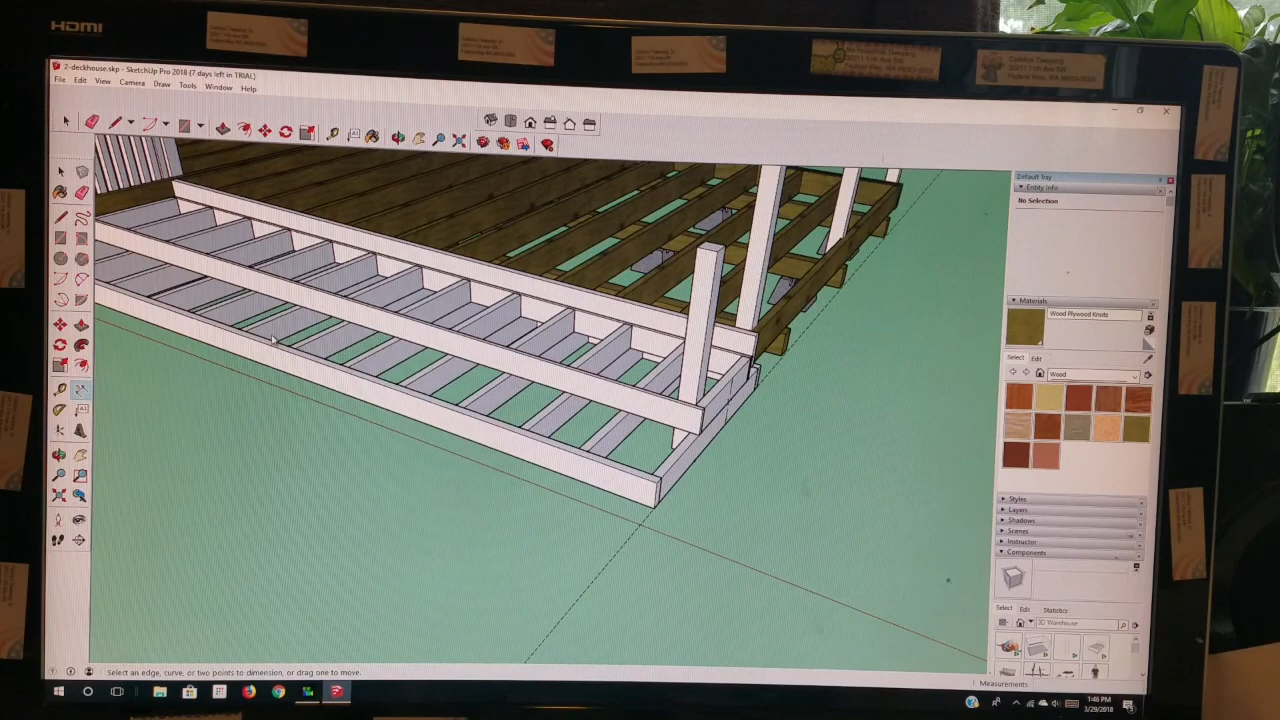 HDMI
2-deckhouse.skp - SketchUp Pro 2018 (7 days left in TRIAL)
File Edit View Camera Draw Tools Window Help
Default Tray
Entity Info
No Selection
Materials
Wood Plywood Knots
Select Edit
Wood
Styles
Layers
Shadows
Scenes
Instructor
Components
Select Edit Statistics
3D Warehouse
Select an edge, curve, or two points to dimension, or drag one to move.
Measurements
1:46 PM
3/29/2018